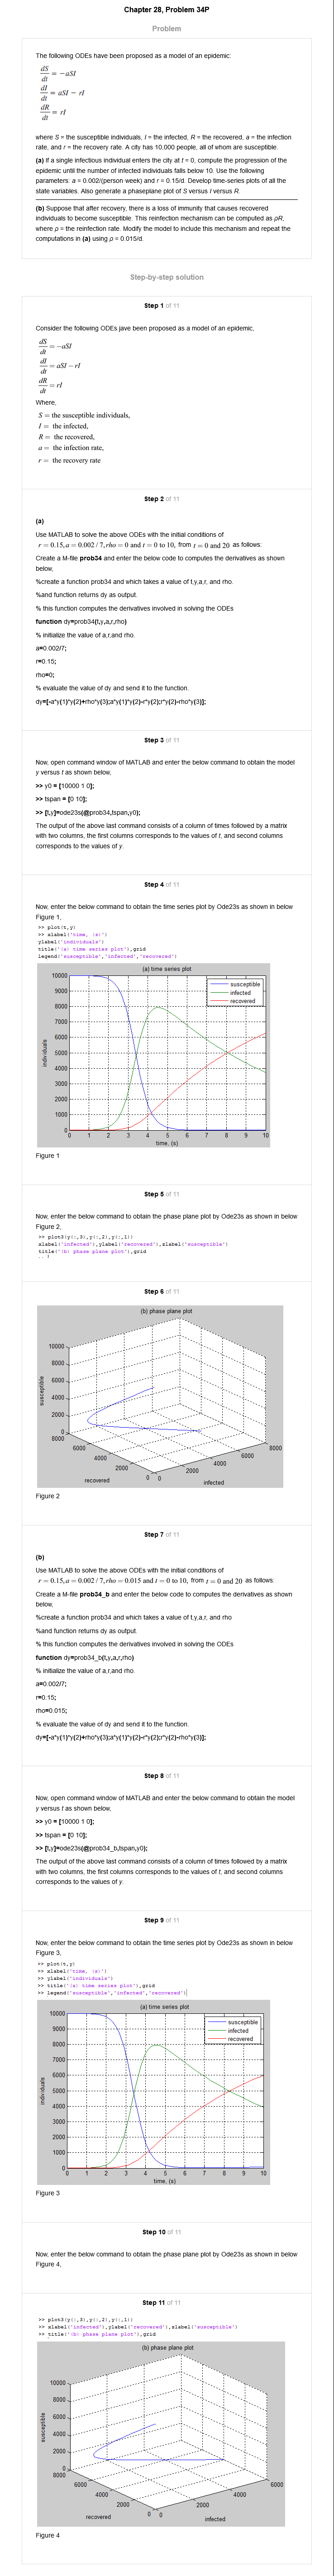 Chapter 28, Problem 34P
Problem
The following ODEs have been proposed as a model of an epidemic:
dS/dt = −aSI
dI/dt = aSI − rI
dR/dt = rI
where S = the susceptible individuals, I = the infected, R = the recovered, a = the infection
rate, and r = the recovery rate. A city has 10,000 people, all of whom are susceptible.
(a) If a single infectious individual enters the city at t = 0, compute the progression of the
epidemic until the number of infected individuals falls below 10. Use the following
parameters: a = 0.002/(person week) and r = 0.15/d. Develop time-series plots of all the
state variables. Also generate a phaseplane plot of S versus I versus R.
(b) Suppose that after recovery, there is a loss of immunity that causes recovered
individuals to become susceptible. This reinfection mechanism can be computed as ρR,
where ρ = the reinfection rate. Modify the model to include this mechanism and repeat the
computations in (a) using ρ = 0.015/d.
Step-by-step solution
Step 1 of 11
Consider the following ODEs jave been proposed as a model of an epidemic,
dS/dt = −aSI
dI/dt = aSI − rI
dR/dt = rI
Where,
S = the susceptible individuals,
I = the infected,
R = the recovered,
a = the infection rate,
r = the recovery rate
Step 2 of 11
(a)
Use MATLAB to solve the above ODEs with the initial conditions of
r = 0.15, a = 0.002 / 7, rho = 0 and t = 0 to 10, from t = 0 and 20 as follows:
Create a M-file prob34 and enter the below code to computes the derivatives as shown
below,
%create a function prob34 and which takes a value of t,y,a,r, and rho.
%and function returns dy as output.
% this function computes the derivatives involved in solving the ODEs
function dy=prob34(t,y,a,r,rho)
% initialize the value of a,r,and rho.
a=0.002/7;
r=0.15;
rho=0;
% evaluate the value of dy and send it to the function.
dy=[-a*y(1)*y(2)+rho*y(3);a*y(1)*y(2)-r*y(2);r*y(2)-rho*y(3)];
Step 3 of 11
Now, open command window of MATLAB and enter the below command to obtain the model
y versus t as shown below,
>> y0 = [10000 1 0];
>> tspan = [0 10];
>> [t,y]=ode23s(@prob34,tspan,y0);
The output of the above last command consists of a column of times followed by a matrix
with two columns, the first columns corresponds to the values of t, and second columns
corresponds to the values of y.
Step 4 of 11
Now, enter the below command to obtain the time series plot by Ode23s as shown in below
Figure 1,
>> plot(t,y)
>> xlabel('time, (s)')
ylabel('individuals')
title('(a) time series plot'),grid
legend('susceptible','infected','recovered')
(a) time series plot
susceptible
infected
recovered
10000
9000
8000
7000
6000
5000
4000
3000
2000
1000
0
individuals
0 1 2 3 4 5 6 7 8 9 10
time, (s)
Figure 1
Step 5 of 11
Now, enter the below command to obtain the phase plane plot by Ode23s as shown in below
Figure 2,
>> plot3(y(:,3),y(:,2),y(:,1))
xlabel('infected'),ylabel('recovered'),zlabel('susceptible')
title('(b) phase plane plot'),grid
Step 6 of 11
(b) phase plane plot
10000
8000
6000
4000
2000
0
susceptible
8000
6000
4000
2000
0
recovered
0
2000
4000
6000
8000
infected
Figure 2
Step 7 of 11
(b)
Use MATLAB to solve the above ODEs with the initial conditions of
r = 0.15, a = 0.002 / 7, rho = 0.015 and t = 0 to 10, from t = 0 and 20 as follows:
Create a M-file prob34_b and enter the below code to computes the derivatives as shown
below,
%create a function prob34 and which takes a value of t,y,a,r, and rho
%and function returns dy as output.
% this function computes the derivatives involved in solving the ODEs
function dy=prob34_b(t,y,a,r,rho)
% initialize the value of a,r,and rho.
a=0.002/7;
r=0.15;
rho=0.015;
% evaluate the value of dy and send it to the function.
dy=[-a*y(1)*y(2)+rho*y(3);a*y(1)*y(2)-r*y(2);r*y(2)-rho*y(3)];
Step 8 of 11
Now, open command window of MATLAB and enter the below command to obtain the model
y versus t as shown below,
>> y0 = [10000 1 0];
>> tspan = [0 10];
>> [t,y]=ode23s(@prob34_b,tspan,y0);
The output of the above last command consists of a column of times followed by a matrix
with two columns, the first columns corresponds to the values of t, and second columns
corresponds to the values of y.
Step 9 of 11
Now, enter the below command to obtain the time series plot by Ode23s as shown in below
Figure 3,
>> plot(t,y)
>> xlabel('time, (s)')
>> ylabel('individuals')
>> title('(a) time series plot'),grid
>> legend('susceptible','infected','recovered')
(a) time series plot
susceptible
infected
recovered
10000
9000
8000
7000
6000
5000
4000
3000
2000
1000
0
individuals
0 1 2 3 4 5 6 7 8 9 10
time, (s)
Figure 3
Step 10 of 11
Now, enter the below command to obtain the phase plane plot by Ode23s as shown in below
Figure 4,
Step 11 of 11
>> plot3(y(:,3),y(:,2),y(:,1))
>> xlabel('infected'),ylabel('recovered'),zlabel('susceptible')
>> title('(b) phase plane plot'),grid
(b) phase plane plot
10000
8000
6000
4000
2000
0
susceptible
8000
6000
4000
2000
0
recovered
0
2000
4000
6000
infected
Figure 4